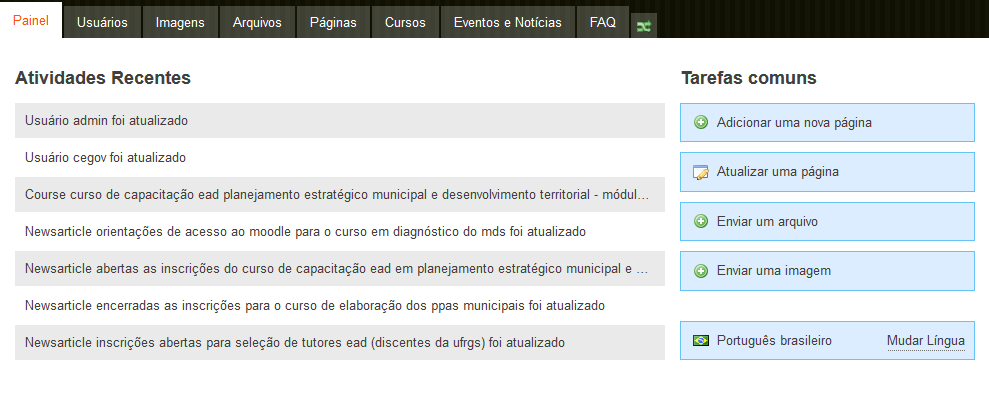 Painel
Usuários
Imagens
Arquivos
Páginas
Cursos
Eventos e Notícias
FAQ
Atividades Recentes
Usuário admin foi atualizado
Usuário cegov foi atualizado
Course curso de capacitação ead planejamento estratégico municipal e desenvolvimento territorial - módul...
Newsarticle orientações de acesso ao moodle para o curso em diagnóstico do mds foi atualizado
Newsarticle abertas as inscrições do curso de capacitação ead em planejamento estratégico municipal e ...
Newsarticle encerradas as inscrições para o curso de elaboração dos ppas municipais foi atualizado
Newsarticle inscrições abertas para seleção de tutores ead (discentes da ufrgs) foi atualizado
Tarefas comuns
Adicionar uma nova página
Atualizar uma página
Enviar um arquivo
Enviar uma imagem
Português brasileiro
Mudar Língua